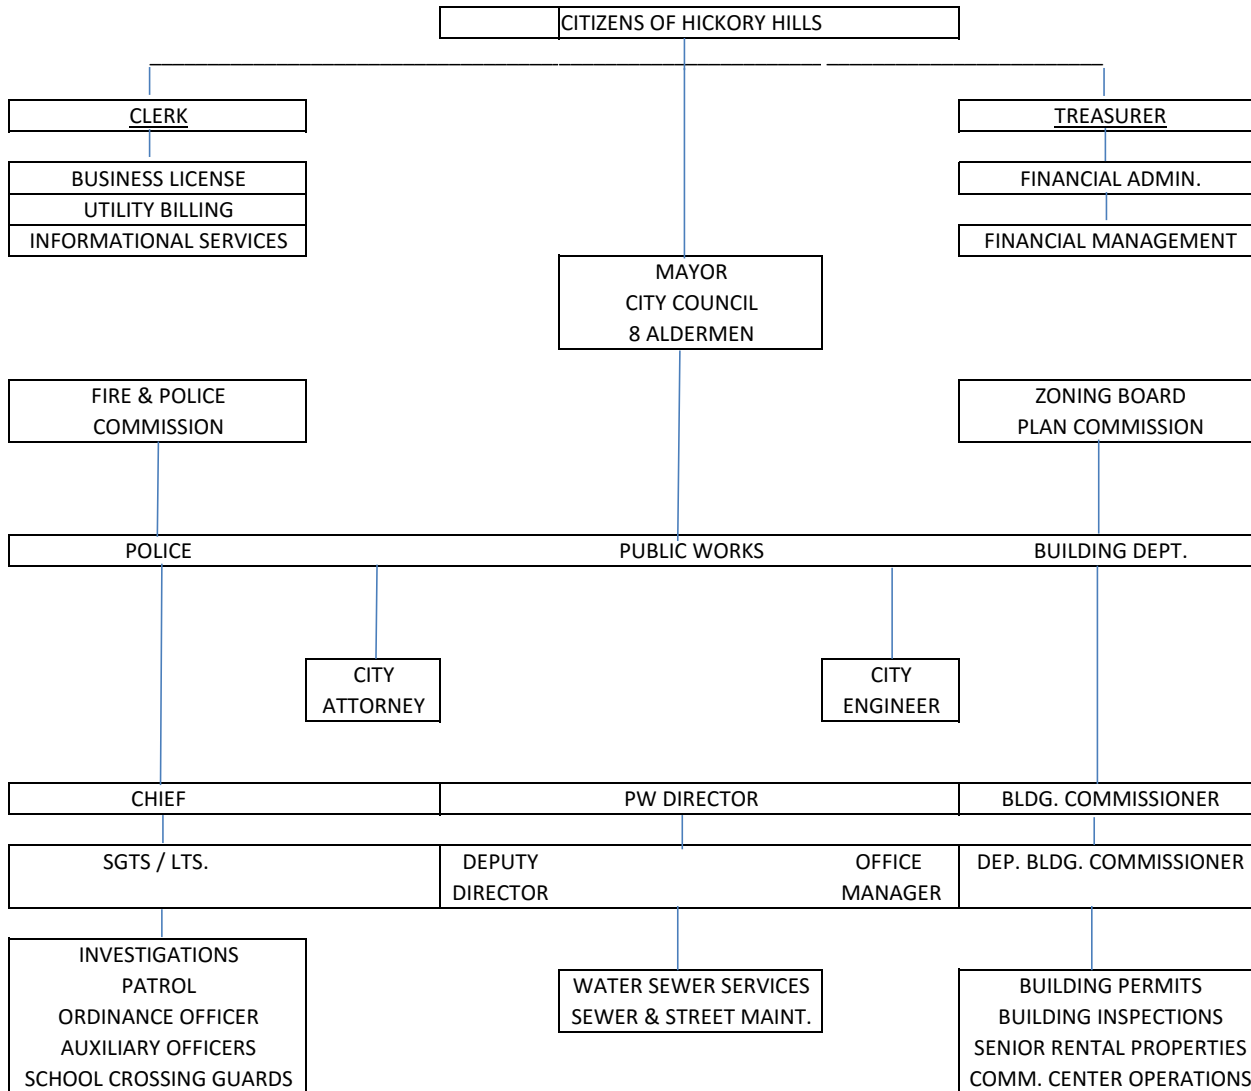 CITIZENS OF HICKORY HILLS
CLERK
TREASURER
BUSINESS LICENSE
UTILITY BILLING
INFORMATIONAL SERVICES
FINANCIAL ADMIN.
FINANCIAL MANAGEMENT
MAYOR
CITY COUNCIL
8 ALDERMEN
FIRE & POLICE
COMMISSION
ZONING BOARD
PLAN COMMISSION
POLICE
PUBLIC WORKS
BUILDING DEPT.
CITY
ATTORNEY
CITY
ENGINEER
CHIEF
PW DIRECTOR
BLDG. COMMISSIONER
SGTS / LTS.
DEPUTY
DIRECTOR
OFFICE
MANAGER
DEP. BLDG. COMMISSIONER
INVESTIGATIONS
PATROL
ORDINANCE OFFICER
AUXILIARY OFFICERS
SCHOOL CROSSING GUARDS
WATER SEWER SERVICES
SEWER & STREET MAINT.
BUILDING PERMITS
BUILDING INSPECTIONS
SENIOR RENTAL PROPERTIES
COMM. CENTER OPERATIONS